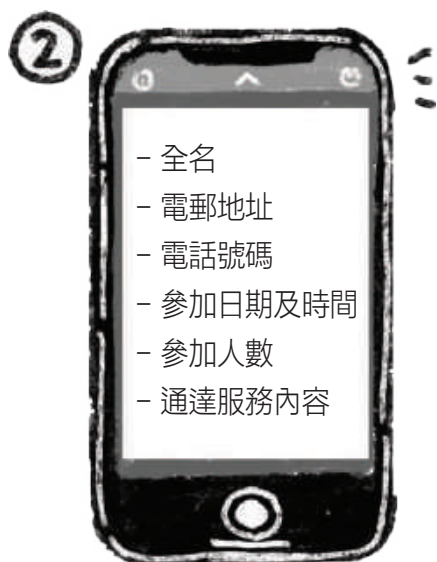 ②
- 全名
- 電郵地址
- 電話號碼
- 參加日期及時間
- 參加人數
- 通達服務內容